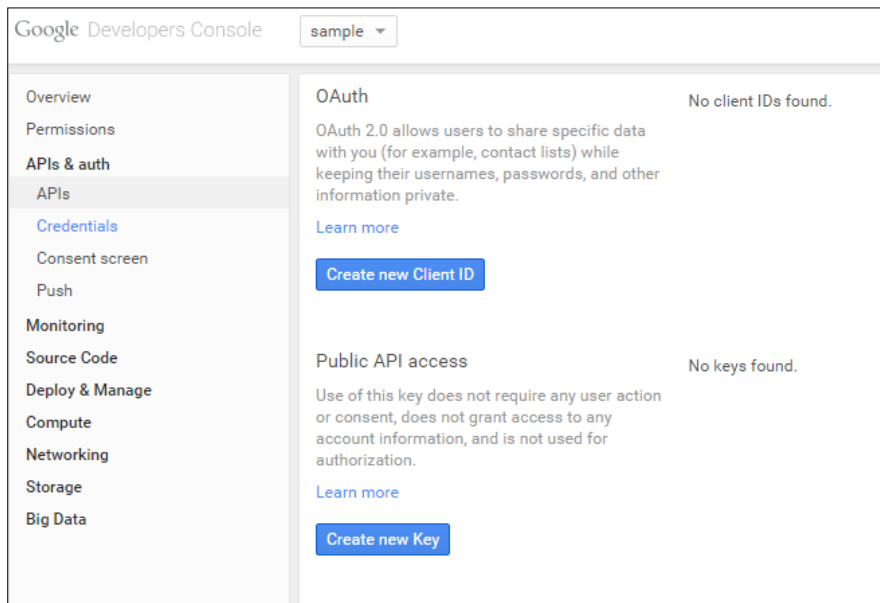 Google Developers Console
sample
Overview
Permissions
APIs & auth
APIs
Credentials
Consent screen
Push
Monitoring
Source Code
Deploy & Manage
Compute
Networking
Storage
Big Data
OAuth
OAuth 2.0 allows users to share specific data
with you (for example, contact lists) while
keeping their usernames, passwords, and other
information private.
Learn more
Create new Client ID
No client IDs found.
Public API access
Use of this key does not require any user action
or consent, does not grant access to any
account information, and is not used for
authorization.
Learn more
Create new Key
No keys found.